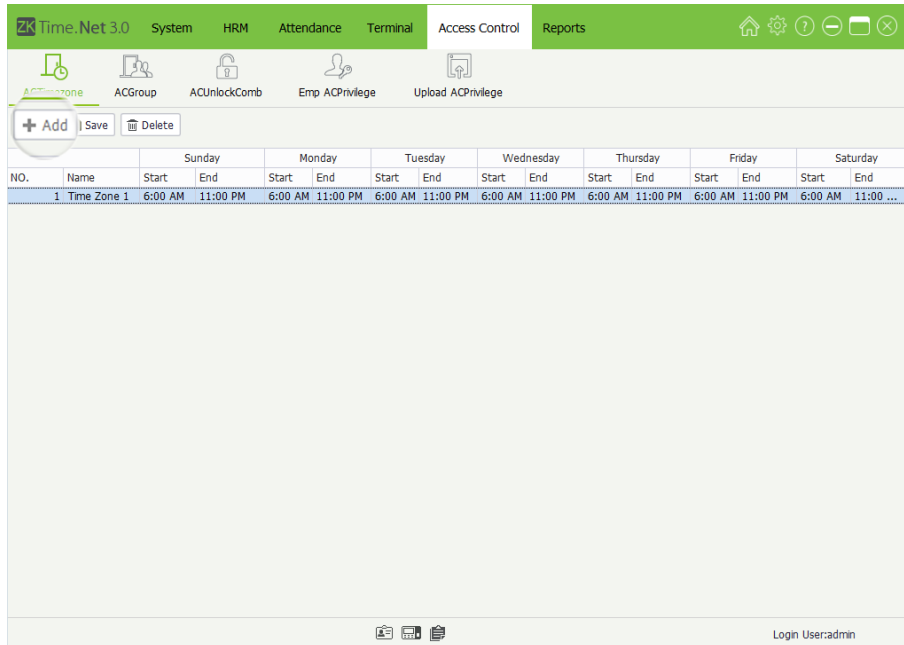 ZK Time.Net 3.0 System HRM Attendance Terminal Access Control Reports
ACTimezone ACGroup ACUnlockComb Emp ACPrivilege Upload ACPrivilege
Add Save Delete
Sunday Monday Tuesday Wednesday Thursday Friday Saturday
NO. Name Start End Start End Start End Start End Start End Start End Start End
1 Time Zone 1 6:00 AM 11:00 PM 6:00 AM 11:00 PM 6:00 AM 11:00 PM 6:00 AM 11:00 PM 6:00 AM 11:00 PM 6:00 AM 11:00 PM 6:00 AM 11:00 ...
Login User:admin